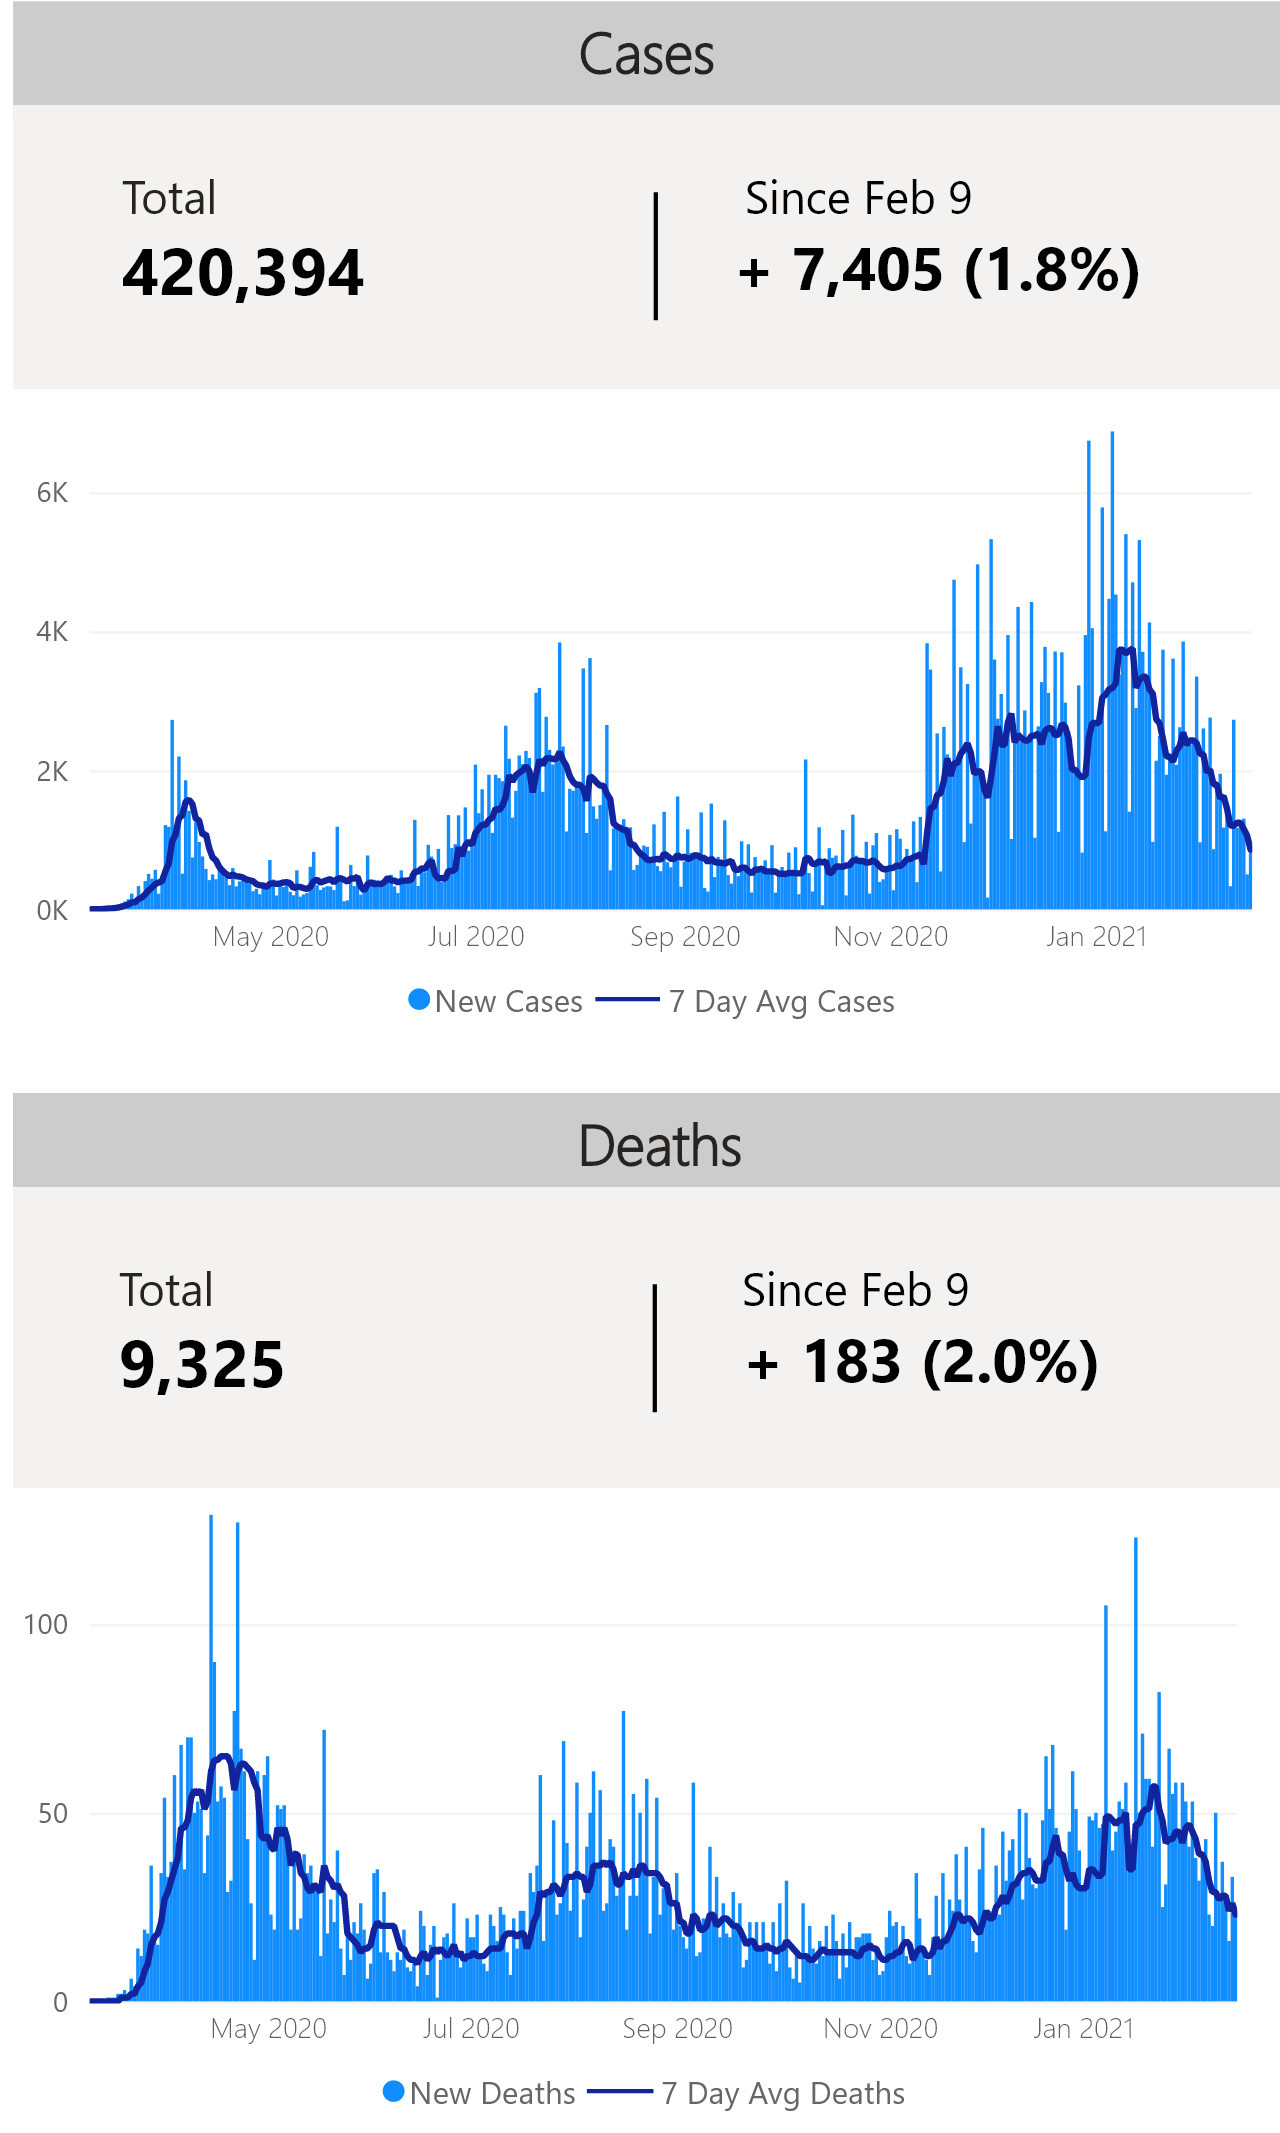 Cases
Total
Since Feb 9
420,394
+ 7,405 (1.8%)
6K
4K
2K
0K
May 2020
Jul 2020
Sep 2020
Nov 2020
Jan 2021
New Cases
7 Day Avg Cases
Deaths
Total
Since Feb 9
9,325
+ 183 (2.0%)
100
50
0
May 2020
Jul 2020
Sep 2020
Nov 2020
Jan 2021
New Deaths
7 Day Avg Deaths